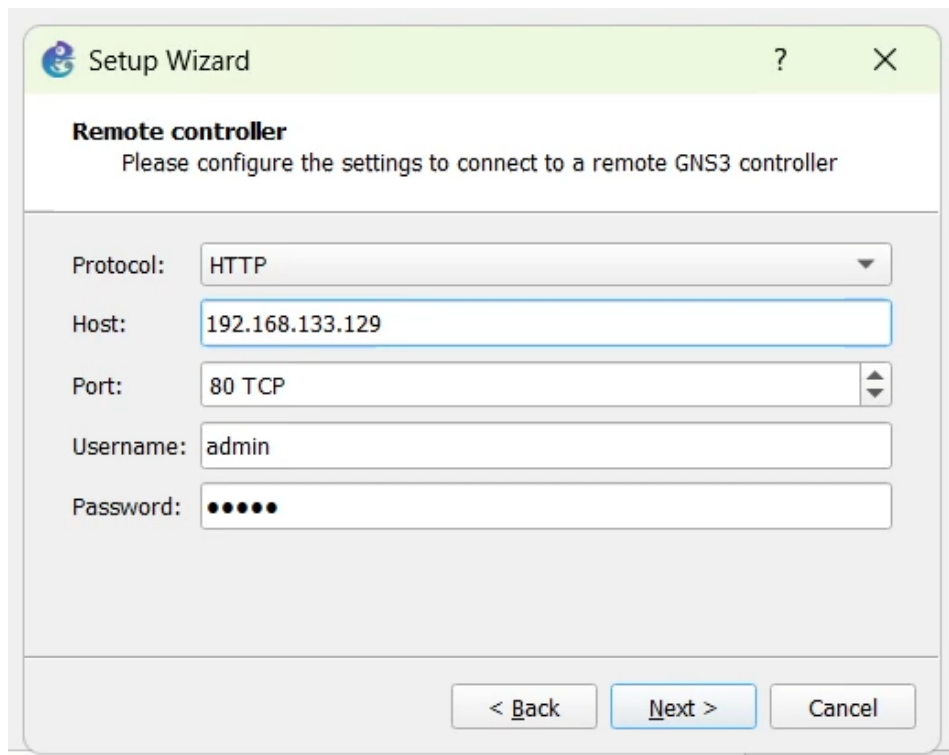 Setup Wizard ?
Remote controller
Please configure the settings to connect to a remote GNS3 controller
Protocol: HTTP
Host: 192.168.133.129
Port: 80 TCP
Username: admin
Password: •••••
< Back Next > Cancel